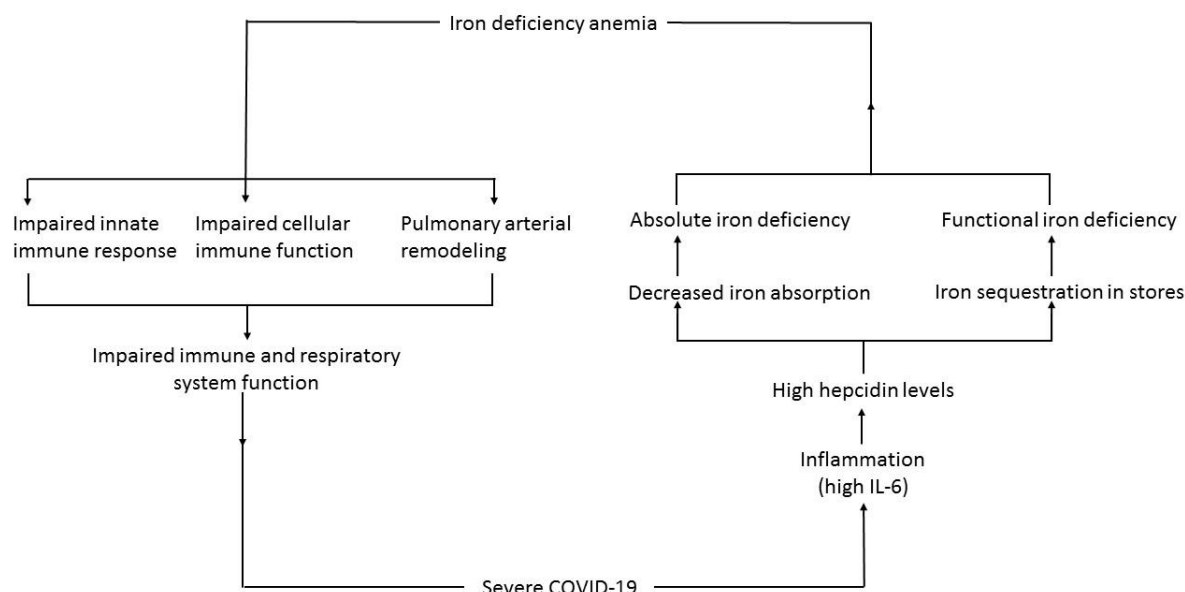 Iron deficiency anemia
Impaired innate
immune response
Impaired cellular
immune function
Pulmonary arterial
remodeling
Absolute iron deficiency
Functional iron deficiency
Decreased iron absorption
Iron sequestration in stores
Impaired immune and respiratory
system function
High hepcidin levels
Inflammation
(high IL-6)
Severe COVID-19